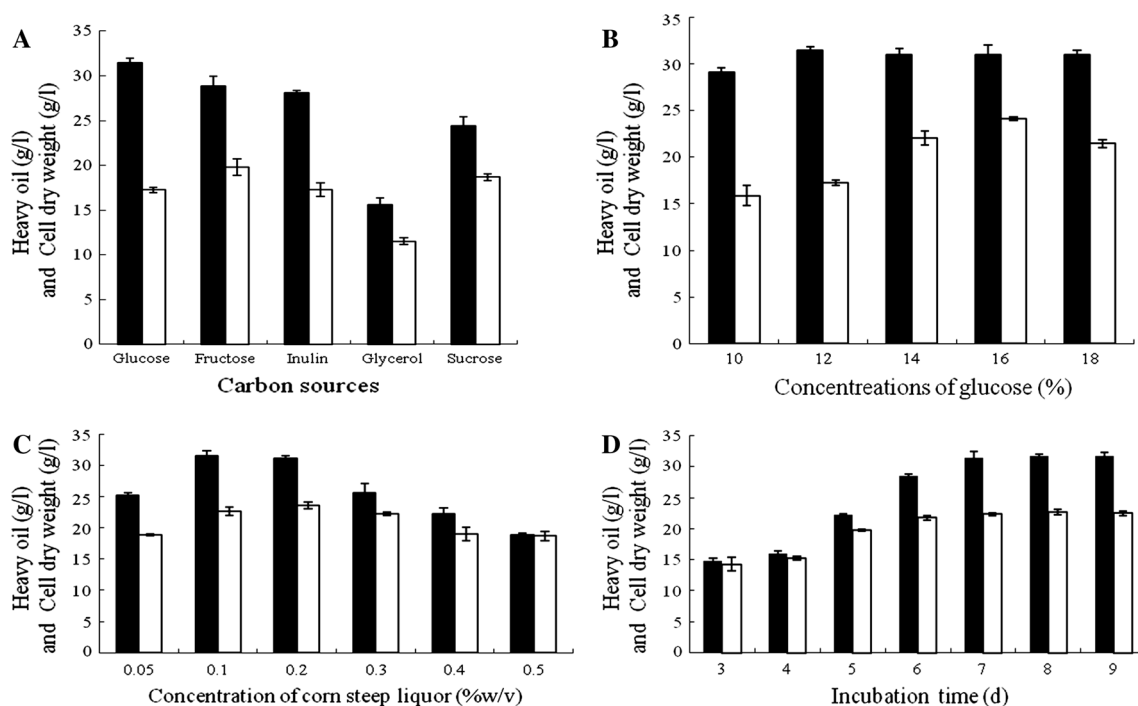 A
Heavy oil (g/l)
and Cell dry weight (g/l)
35
30
25
20
15
10
5
0
Glucose Fructose Inulin Glycerol Sucrose
Carbon sources
B
Heavy oil (g/l)
and Cell dry weight (g/l)
35
30
25
20
15
10
5
0
10 12 14 16 18
Concentreations of glucose (%)
C
Heavy oil (g/l)
and Cell dry weight (g/l)
35
30
25
20
15
10
5
0
0.05 0.1 0.2 0.3 0.4 0.5
Concentration of corn steep liquor (%w/v)
D
Heavy oil (g/l)
and Cell dry weight (g/l)
35
30
25
20
15
10
5
0
3 4 5 6 7 8 9
Incubation time (d)